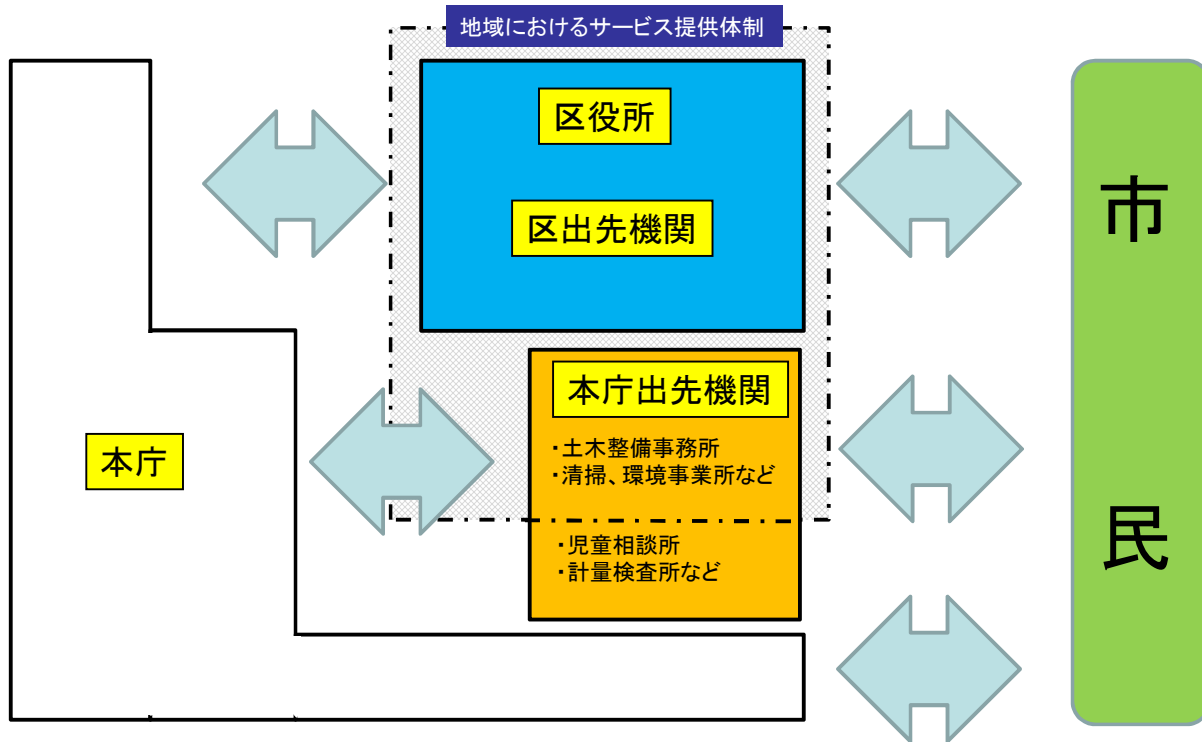 地域におけるサービス提供体制
区役所
区出先機関
本庁出先機関
・土木整備事務所
・清掃、環境事業所など
・児童相談所
・計量検査所など
本庁
市
民